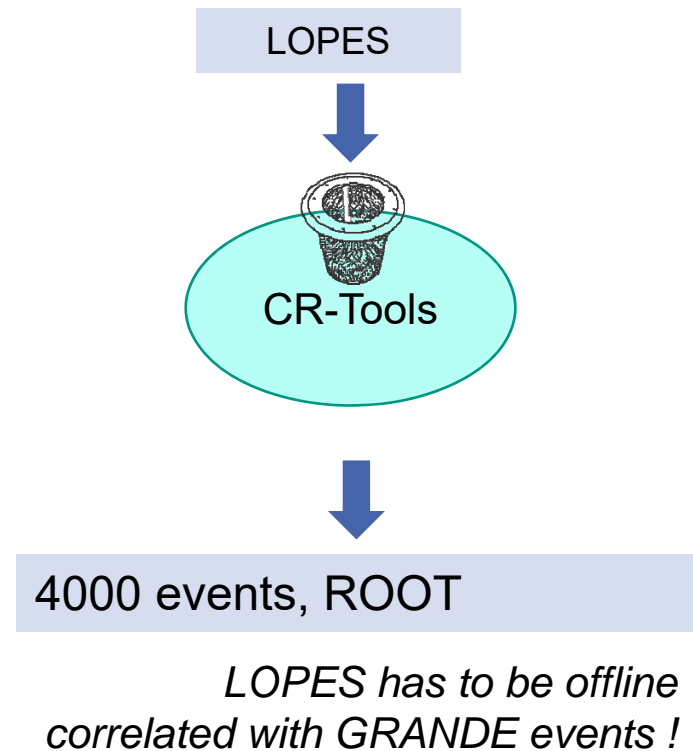 LOPES
CR-Tools
4000 events, ROOT
LOPES has to be offline
correlated with GRANDE events !